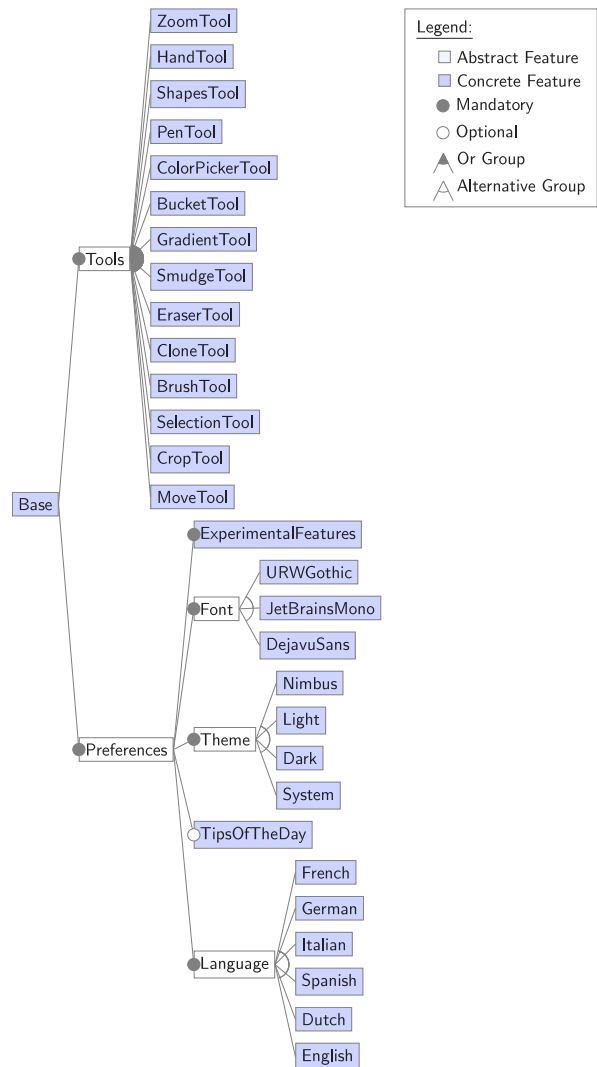 ZoomTool
HandTool
ShapesTool
PenTool
ColorPickerTool
BucketTool
GradientTool
Tools
SmudgeTool
EraserTool
CloneTool
BrushTool
SelectionTool
CropTool
MoveTool
Base
ExperimentalFeatures
URWGothic
Font
JetBrainsMono
DejavuSans
Nimbus
Light
Theme
Preferences
Dark
System
TipsOfTheDay
French
German
Italian
Language
Spanish
Dutch
English
Legend:
Abstract Feature
Concrete Feature
Mandatory
Optional
Or Group
Alternative Group